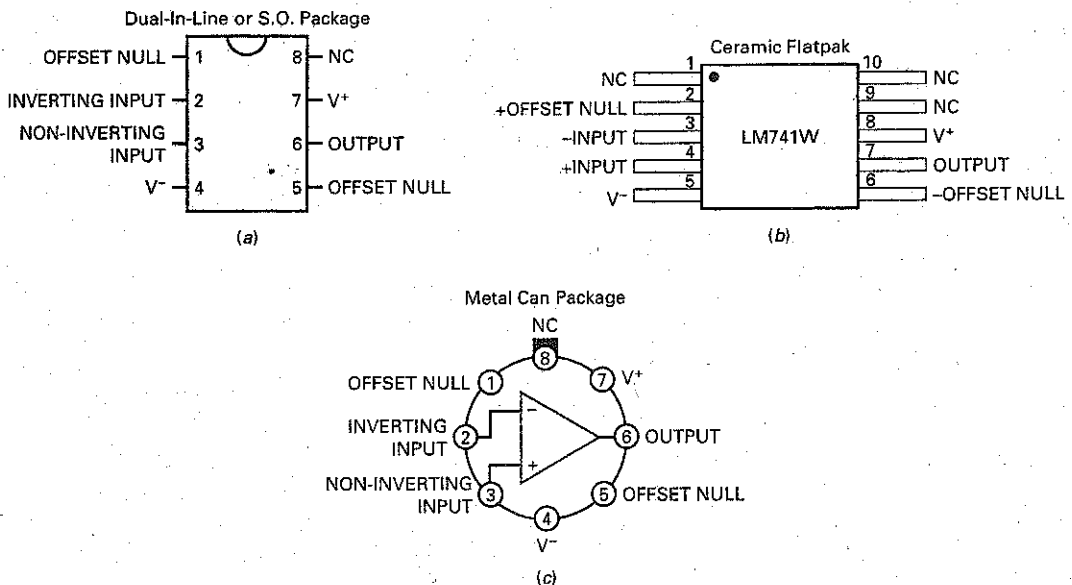 Dual-In-Line or S.O. Package
OFFSET NULL 1
8 NC
INVERTING INPUT 2
7 V+
NON-INVERTING
INPUT
3
6 OUTPUT
V− 4
5 OFFSET NULL
(a)
Ceramic Flatpak
NC 1
10 NC
+OFFSET NULL 2
9 NC
−INPUT 3
LM741W
8 V+
+INPUT 4
7 OUTPUT
V− 5
6 −OFFSET NULL
(b)
Metal Can Package
NC
8
OFFSET NULL 1
7 V+
INVERTING
INPUT
2
−
6 OUTPUT
NON-INVERTING
INPUT
3
+
5 OFFSET NULL
4
V−
(c)